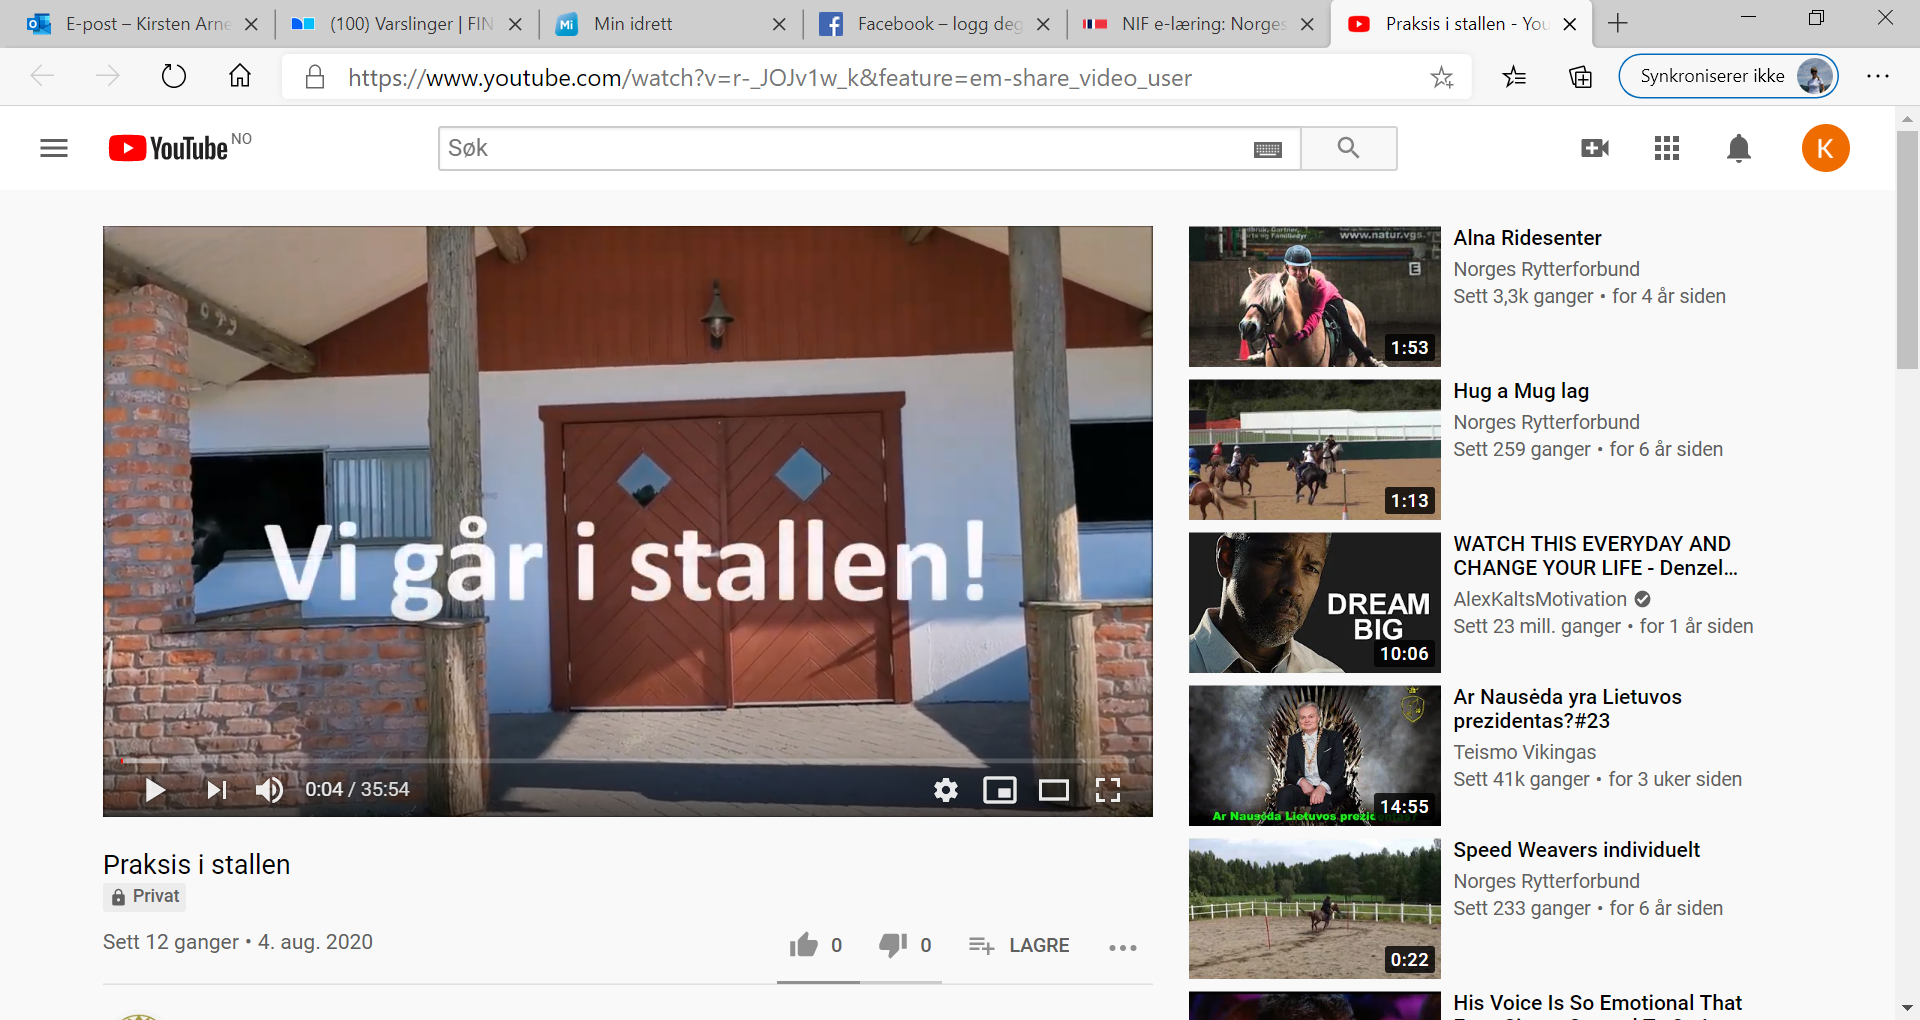 E-post – Kirsten Arne
(100) Varslinger | FIN
Min idrett
Facebook – logg deg
NIF e-læring: Norges
Praksis i stallen - You
https://www.youtube.com/watch?v=r-_JOJv1w_k&feature=em-share_video_user
Synkroniserer ikke
YouTube NO
Søk
K
Vi går i stallen!
0:04 / 35:54
Praksis i stallen
Privat
Sett 12 ganger • 4. aug. 2020
0
0
LAGRE
www.natur.vgs
1:53
Alna Ridesenter
Norges Rytterforbund
Sett 3,3k ganger • for 4 år siden
1:13
Hug a Mug lag
Norges Rytterforbund
Sett 259 ganger • for 6 år siden
DREAM
BIG
10:06
WATCH THIS EVERYDAY AND
CHANGE YOUR LIFE - Denzel...
AlexKaltsMotivation
Sett 23 mill. ganger • for 1 år siden
Ar Nausėda Lietuvos
14:55
Ar Nausėda yra Lietuvos
prezidentas?#23
Teismo Vikingas
Sett 41k ganger • for 3 uker siden
0:22
Speed Weavers individuelt
Norges Rytterforbund
Sett 233 ganger • for 6 år siden
His Voice Is So Emotional That